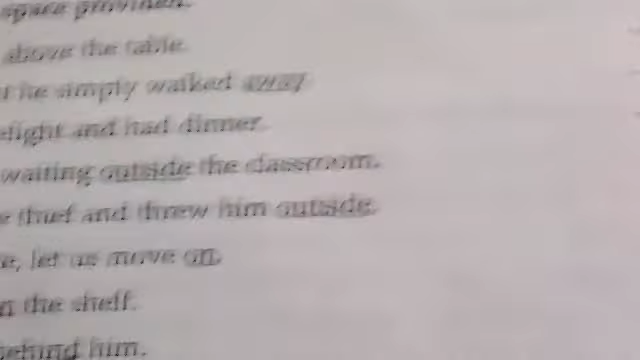 space provided.
above the table.
he simply walked away
and had dinner.
waiting outside the classroom.
thief and threw him outside.
let us move on.
the shelf.
behind him.